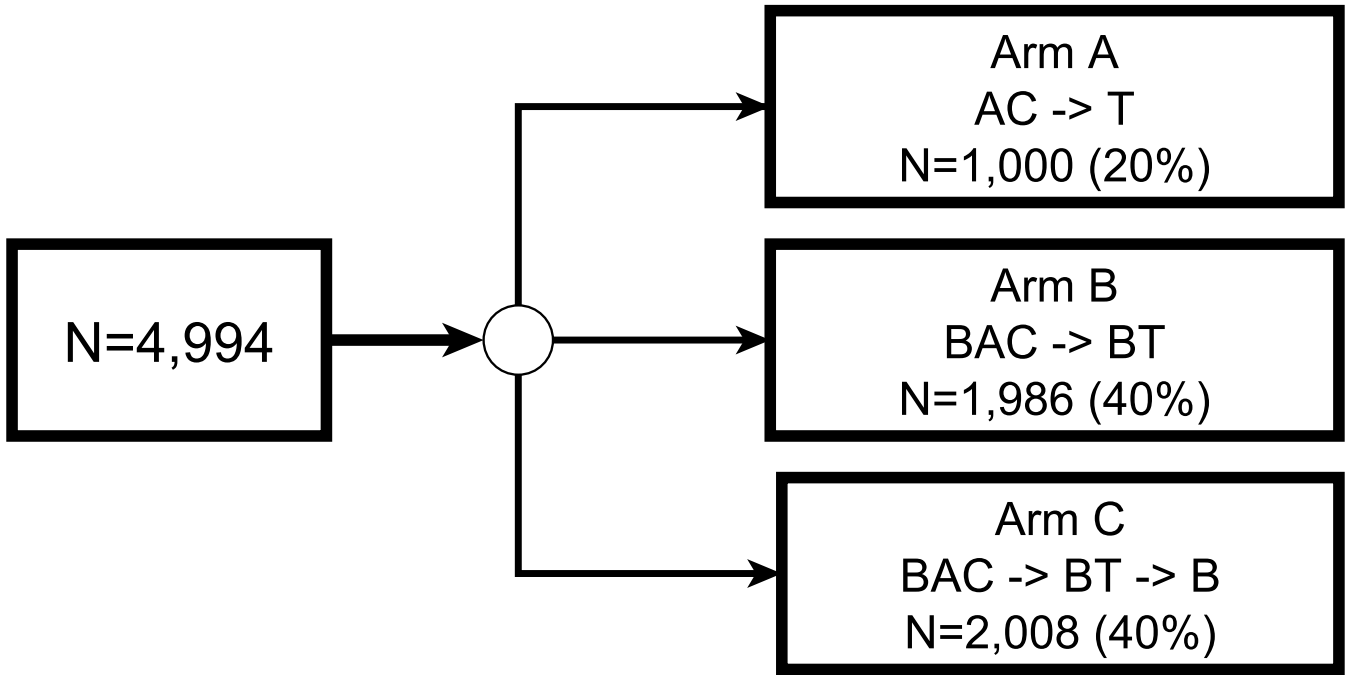 N=4,994
Arm A
AC -> T
N=1,000 (20%)
Arm B
BAC -> BT
N=1,986 (40%)
Arm C
BAC -> BT -> B
N=2,008 (40%)